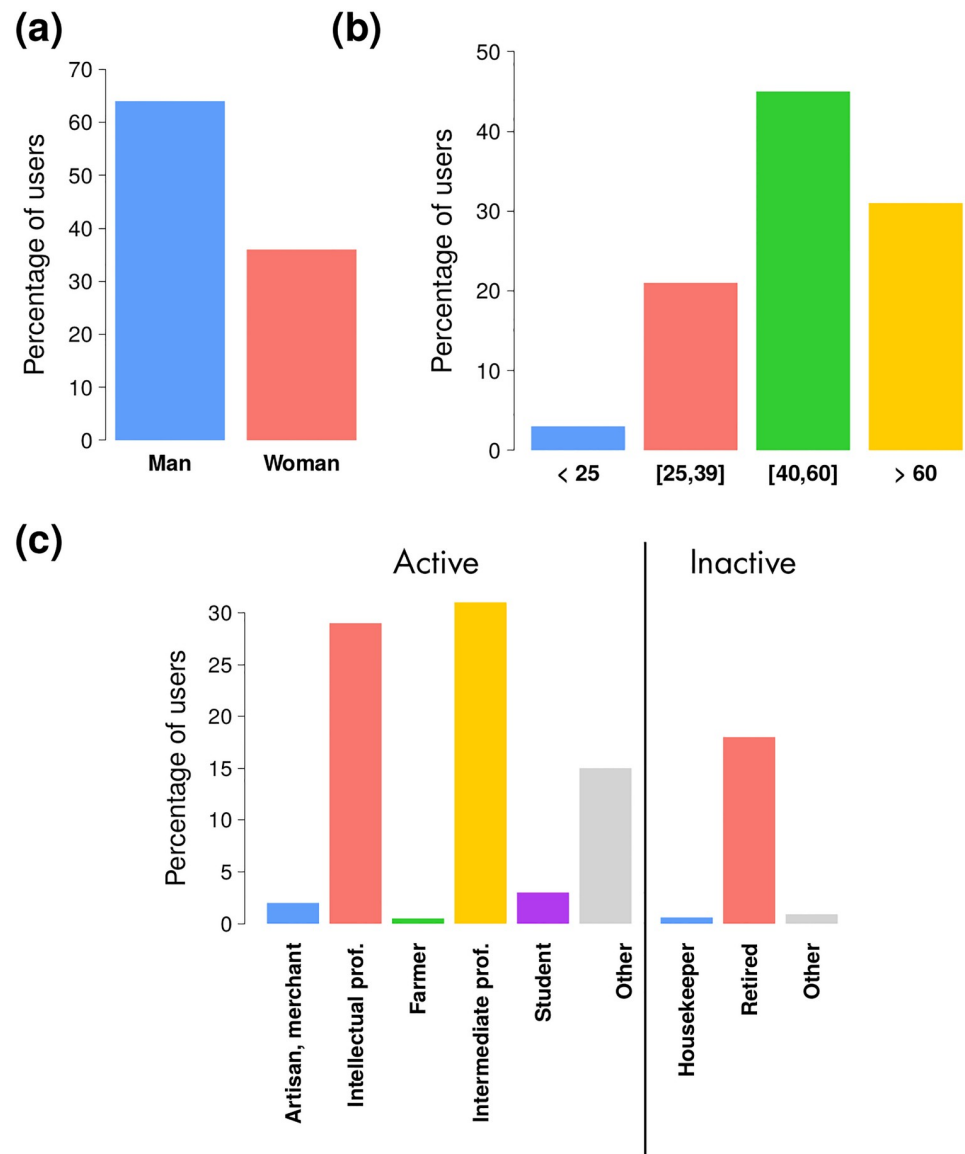 (a)
Percentage of users
70
60
50
40
30
20
10
0
Man
Woman
(b)
Percentage of users
50
40
30
20
10
0
< 25
[25,39]
[40,60]
> 60
(c)
Active
Inactive
Percentage of users
30
25
20
15
10
5
0
Artisan, merchant
Intellectual prof.
Farmer
Intermediate prof.
Student
Other
Housekeeper
Retired
Other